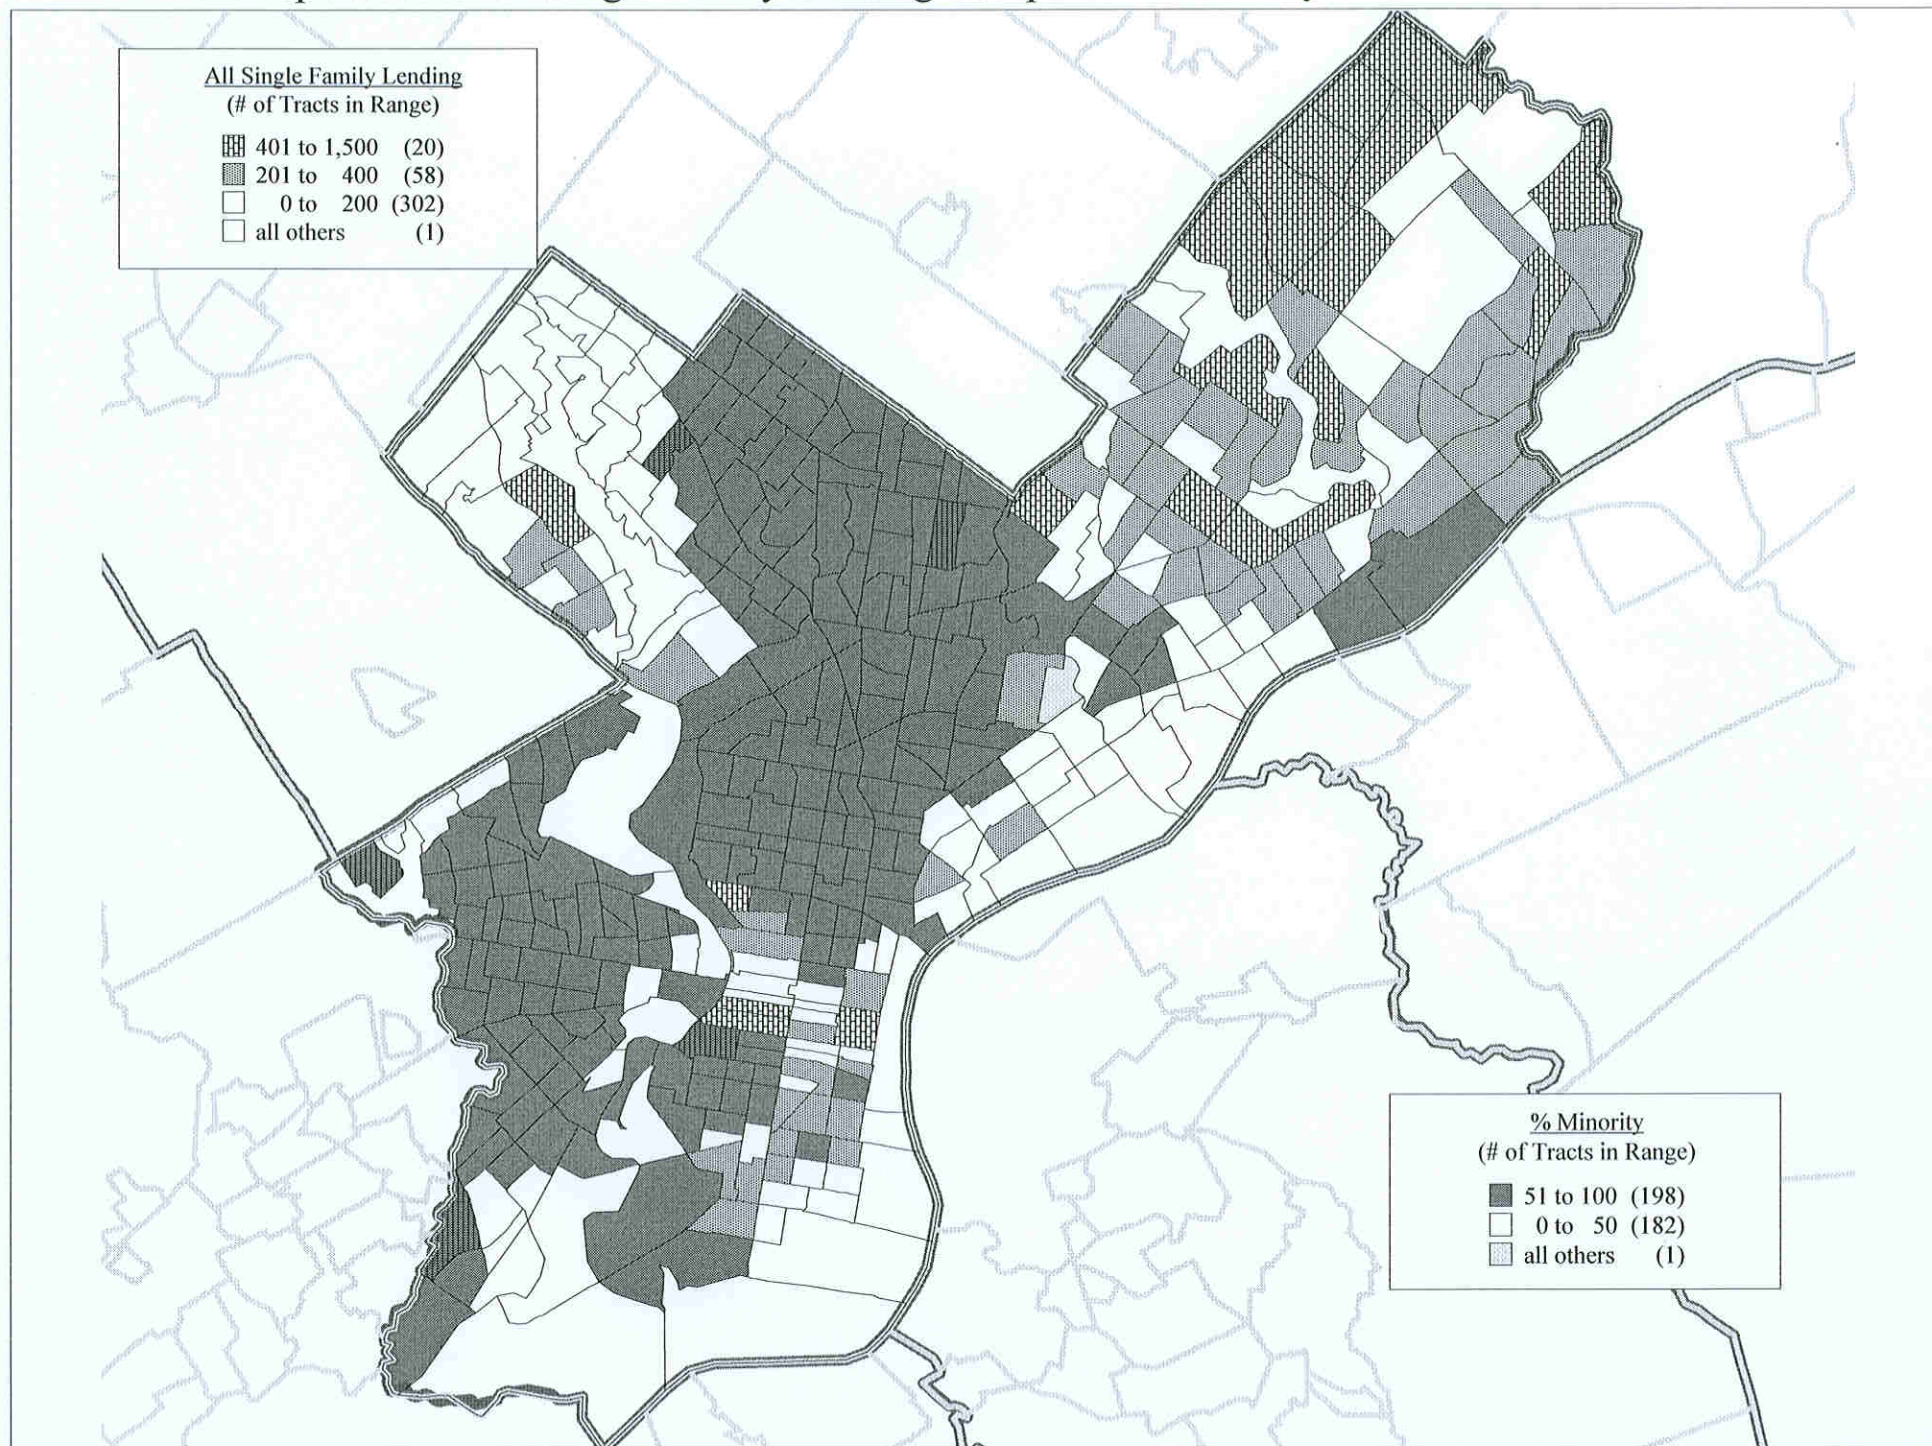 All Single Family Lending
(# of Tracts in Range)
401 to 1,500 (20)
201 to 400 (58)
0 to 200 (302)
all others (1)
% Minority
(# of Tracts in Range)
51 to 100 (198)
0 to 50 (182)
all others (1)